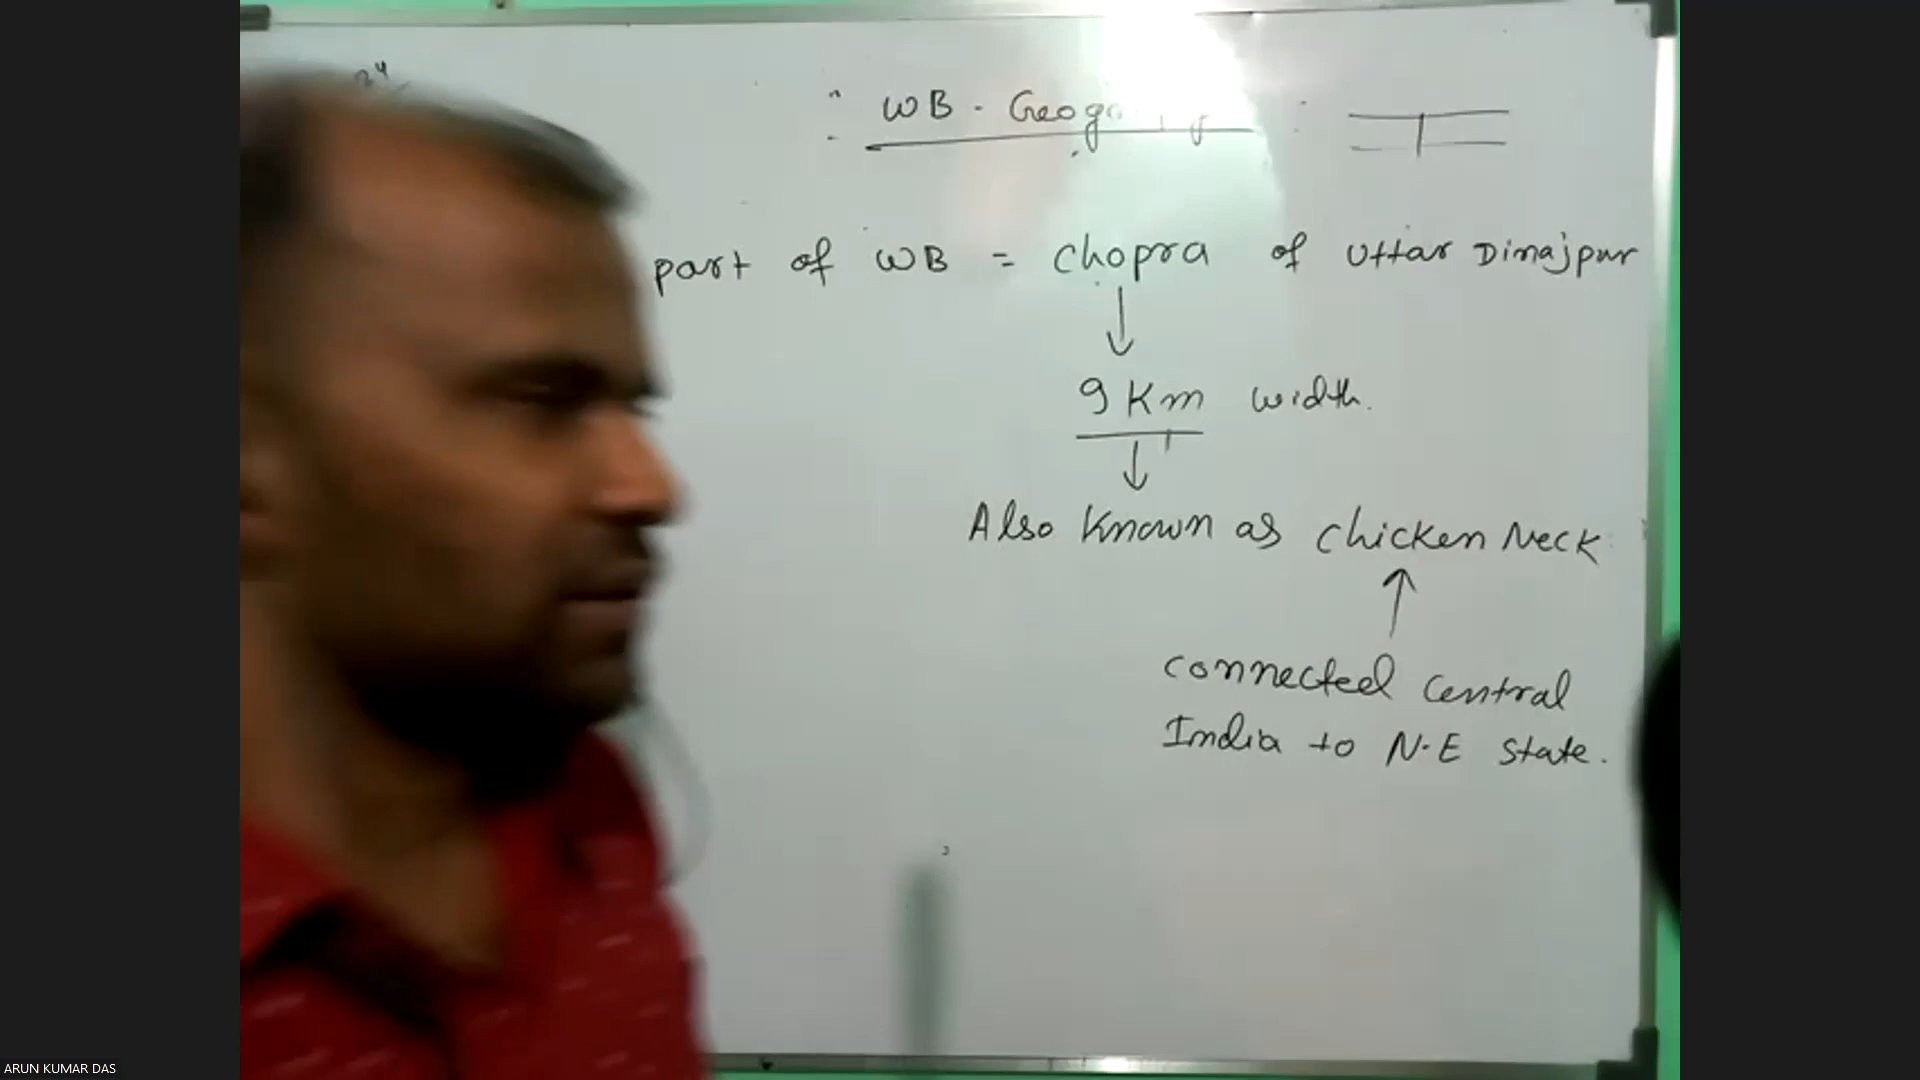 24
WB - Geog
part of WB = Chopra of Uttar Dinajpur
9 Km width.
Also Known as Chicken Neck
connected central
India to N-E state.
ARUN KUMAR DAS